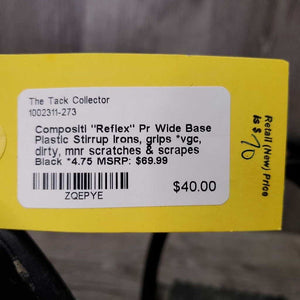 The Tack Collector
1002311-273
Compositi "Reflex" Pr Wide Base
Plastic Stirrup Irons, grips *vgc,
dirty, mnr scratches & scrapes
Black *4.75 MSRP: $69.99
ZQEPYE
$40.00
Retail (New) Price
is $70